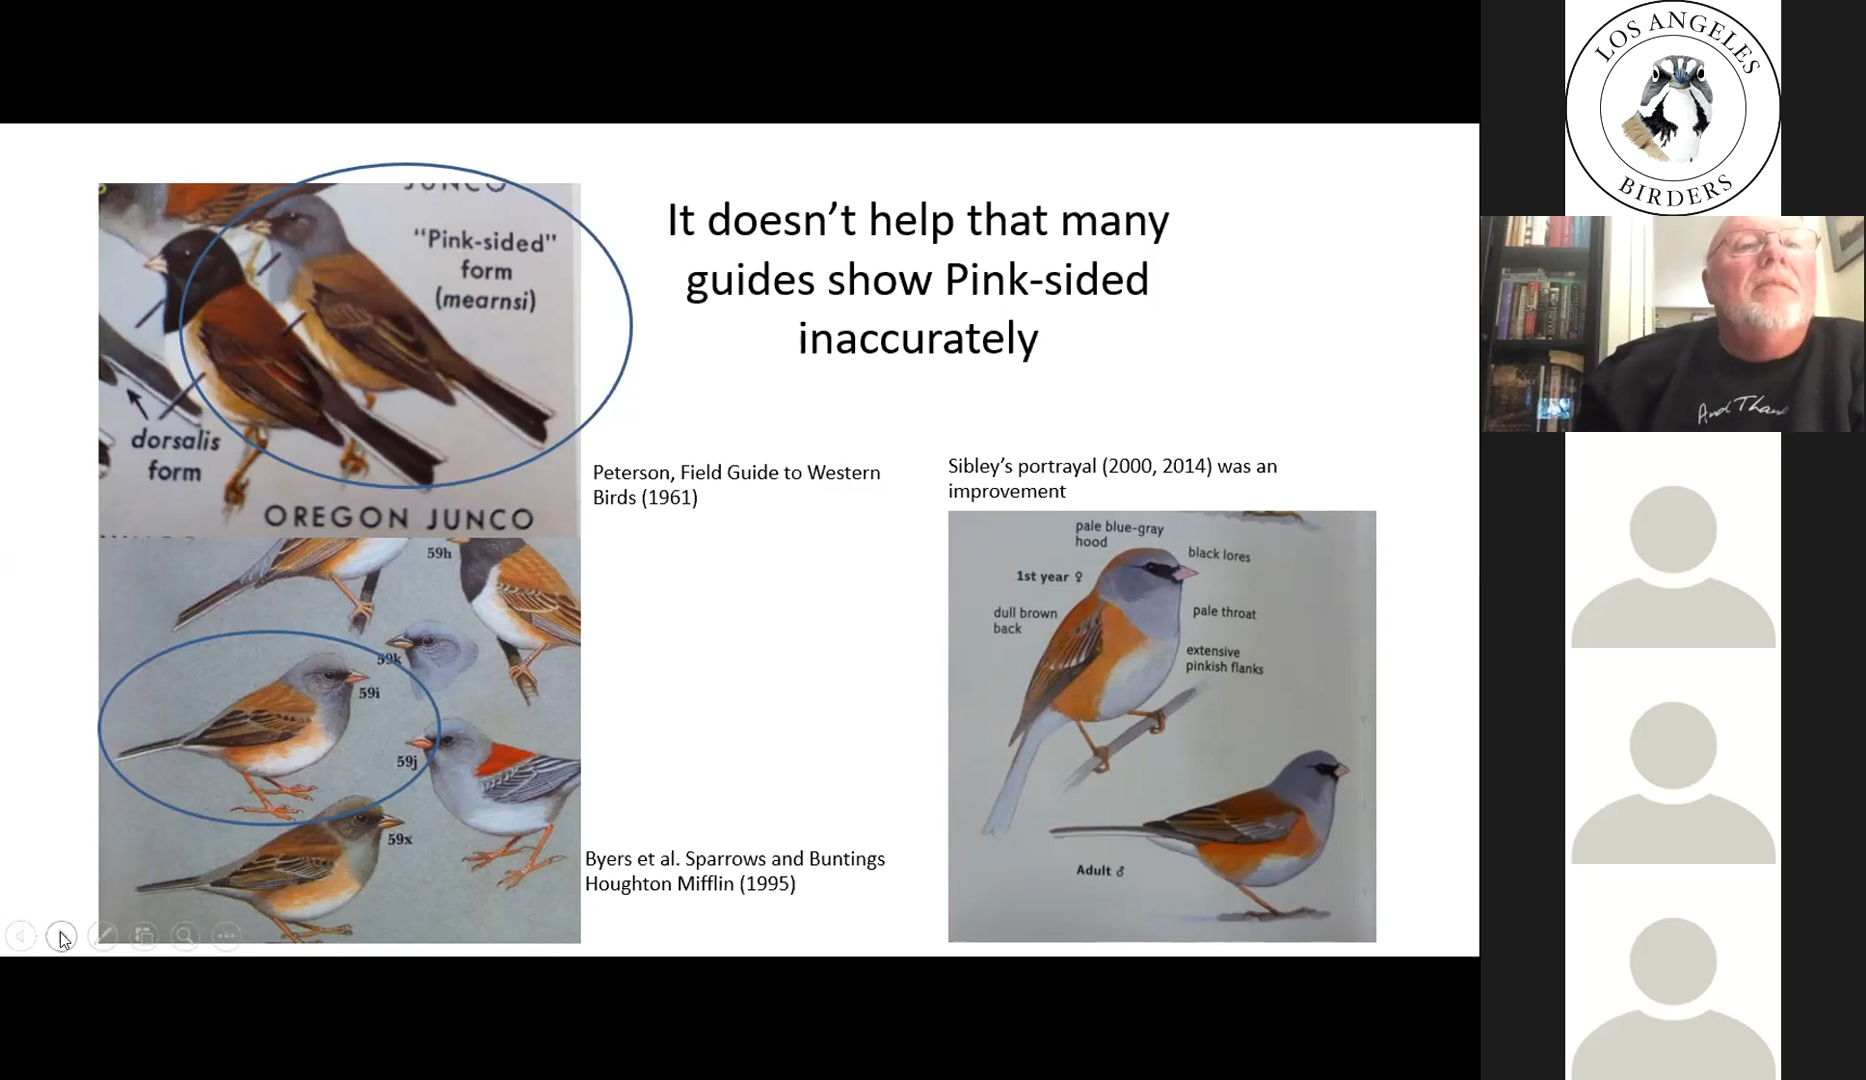 It doesn’t help that many
guides show Pink-sided
inaccurately
JUNCO
“Pink-sided”
form
(mearnsi)
dorsalis
form
OREGON JUNCO
Peterson, Field Guide to Western
Birds (1961)
59h
59k
59i
59j
59x
Byers et al. Sparrows and Buntings
Houghton Mifflin (1995)
Sibley’s portrayal (2000, 2014) was an
improvement
pale blue-gray
hood
black lores
1st year ♀
dull brown
back
pale throat
extensive
pinkish flanks
Adult ♂
LOS ANGELES
BIRDERS
And Thaw